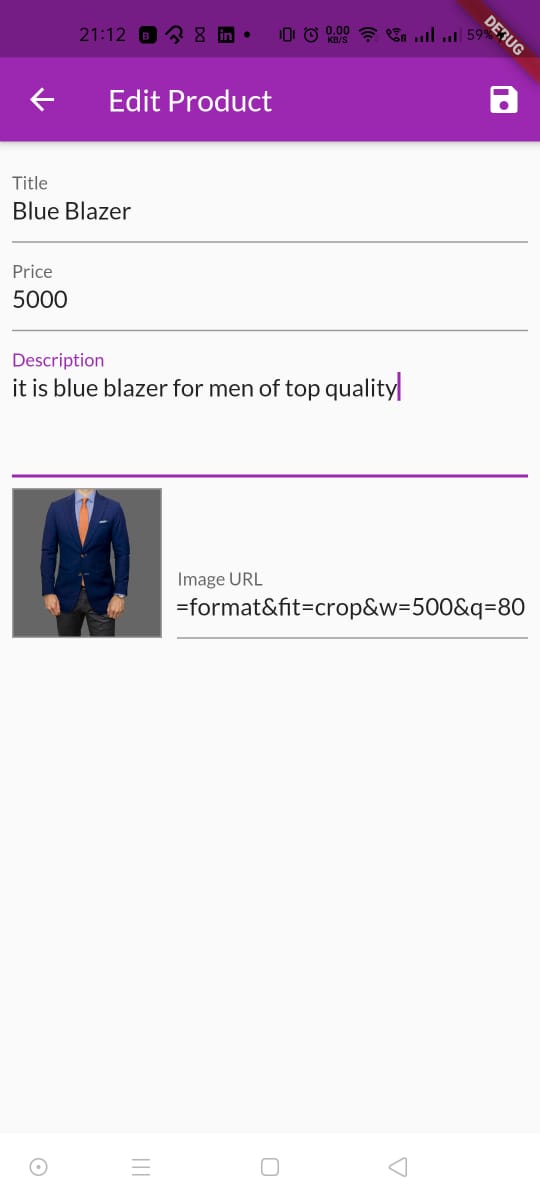 21:12
0.00
KB/S
59%
DEBUG
Edit Product
Title
Blue Blazer
Price
5000
Description
it is blue blazer for men of top quality
Image URL
=format&fit=crop&w=500&q=80